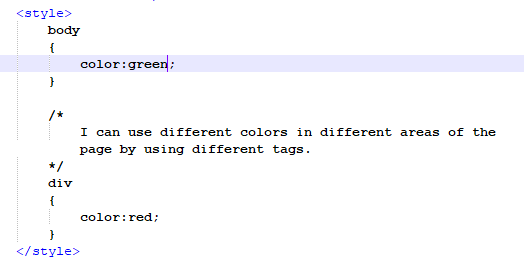 <style>
body
{
color:green;
}
/*
I can use different colors in different areas of the
page by using different tags.
*/
div
{
color:red;
}
</style>